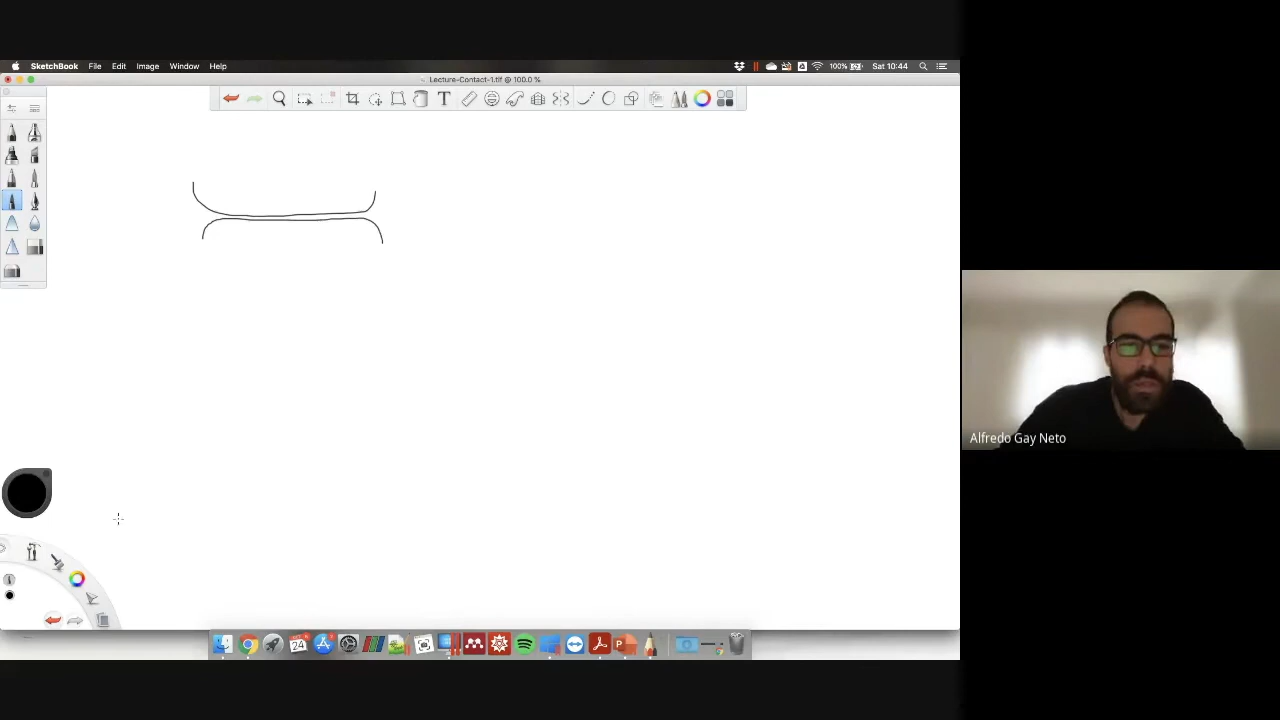 SketchBook File Edit Image Window Help 100% Sat 10:44
Lecture-Contact-1.tif @ 100.0 %
T
24
Alfredo Gay Neto